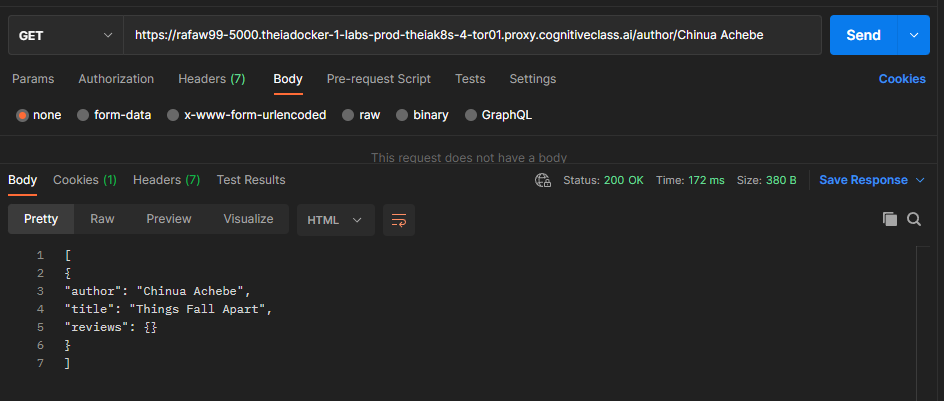 GET https://rafaw99-5000.theiadocker-1-labs-prod-theiak8s-4-tor01.proxy.cognitiveclass.ai/author/Chinua Achebe Send
Params Authorization Headers (7) Body Pre-request Script Tests Settings Cookies
none form-data x-www-form-urlencoded raw binary GraphQL
This request does not have a body
Body Cookies (1) Headers (7) Test Results Status: 200 OK Time: 172 ms Size: 380 B Save Response
Pretty Raw Preview Visualize HTML
1 [
2 {
3 "author": "Chinua Achebe",
4 "title": "Things Fall Apart",
5 "reviews": {}
6 }
7 ]